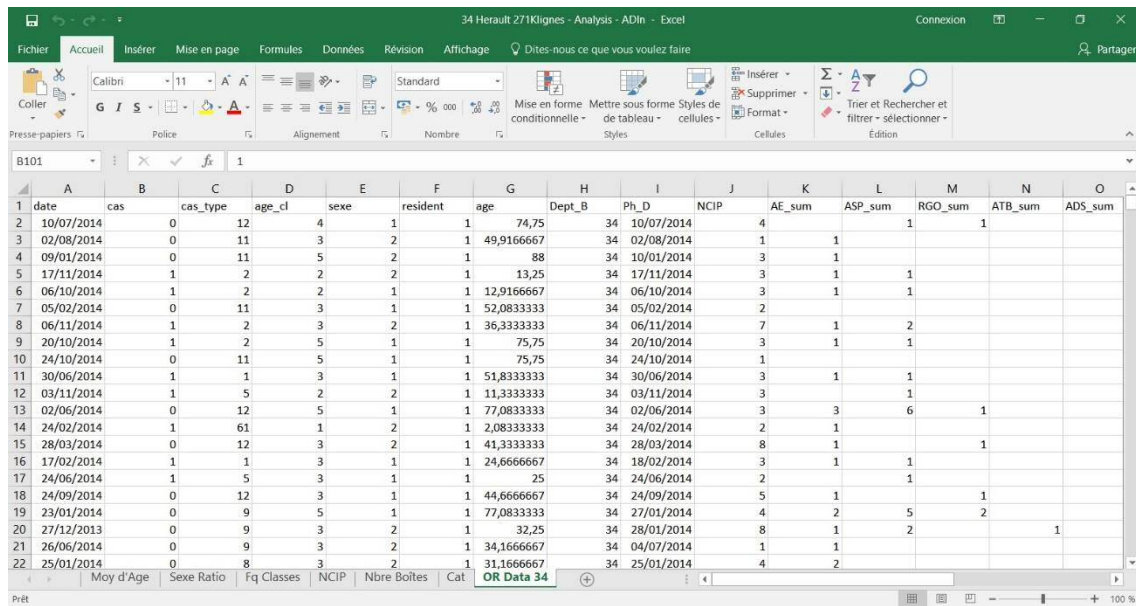 34 Herault 271Klignes - Analysis - ADIn - Excel
Connexion
Fichier Accueil Insérer Mise en page Formules Données Révision Affichage Dites-nous ce que vous voulez faire Partager
Coller
Calibri 11
G I S
Standard
% 000
Mise en forme conditionnelle
Mettre sous forme de tableau
Styles de cellules
Insérer
Supprimer
Format
Trier et filtrer
Rechercher et sélectionner
Presse-papiers Police Alignement Nombre Styles Cellules Édition
B101 fx 1
A B C D E F G H I J K L M N O
1 date cas cas_type age_cl sexe resident age Dept_B Ph_D NCIP AE_sum ASP_sum RGO_sum ATB_sum ADS_sum
2 10/07/2014 0 12 4 1 1 74,75 34 10/07/2014 4 1 1
3 02/08/2014 0 11 3 2 1 49,9166667 34 02/08/2014 1 1
4 09/01/2014 0 11 5 2 1 88 34 10/01/2014 3 1
5 17/11/2014 1 2 2 2 1 13,25 34 17/11/2014 3 1 1
6 06/10/2014 1 2 2 1 1 12,9166667 34 06/10/2014 3 1 1
7 05/02/2014 0 11 3 1 1 52,0833333 34 05/02/2014 2
8 06/11/2014 1 2 3 2 1 36,3333333 34 06/11/2014 7 1 2
9 20/10/2014 1 2 5 1 1 75,75 34 20/10/2014 3 1 1
10 24/10/2014 0 11 5 1 1 75,75 34 24/10/2014 1
11 30/06/2014 1 1 3 1 1 51,8333333 34 30/06/2014 3 1 1
12 03/11/2014 1 5 2 2 1 11,3333333 34 03/11/2014 3 1
13 02/06/2014 0 12 5 1 1 77,0833333 34 02/06/2014 3 3 6 1
14 24/02/2014 1 61 1 2 1 2,08333333 34 24/02/2014 2 1
15 28/03/2014 0 12 3 2 1 41,3333333 34 28/03/2014 8 1 1
16 17/02/2014 1 1 3 1 1 24,6666667 34 18/02/2014 3 1 1
17 24/06/2014 1 5 3 1 1 25 34 24/06/2014 2 1
18 24/09/2014 0 12 3 1 1 44,6666667 34 24/09/2014 5 1 1
19 23/01/2014 0 9 5 1 1 77,0833333 34 27/01/2014 4 2 5 2
20 27/12/2013 0 9 3 2 1 32,25 34 28/01/2014 8 1 2 1
21 26/06/2014 0 9 3 2 1 34,1666667 34 04/07/2014 1 1
22 25/01/2014 0 8 3 2 1 31,1666667 34 25/01/2014 4 2
Moy d'Age Sexe Ratio Fq Classes NCIP Nbre Boîtes Cat OR Data 34
Prêt 100 %